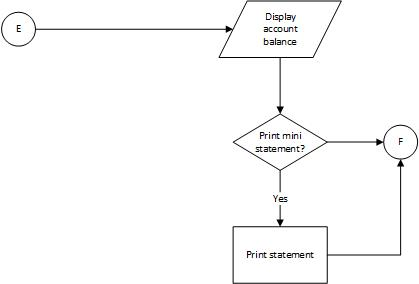 E
Display
account
balance
Print mini
statement?
F
Yes
Print statement